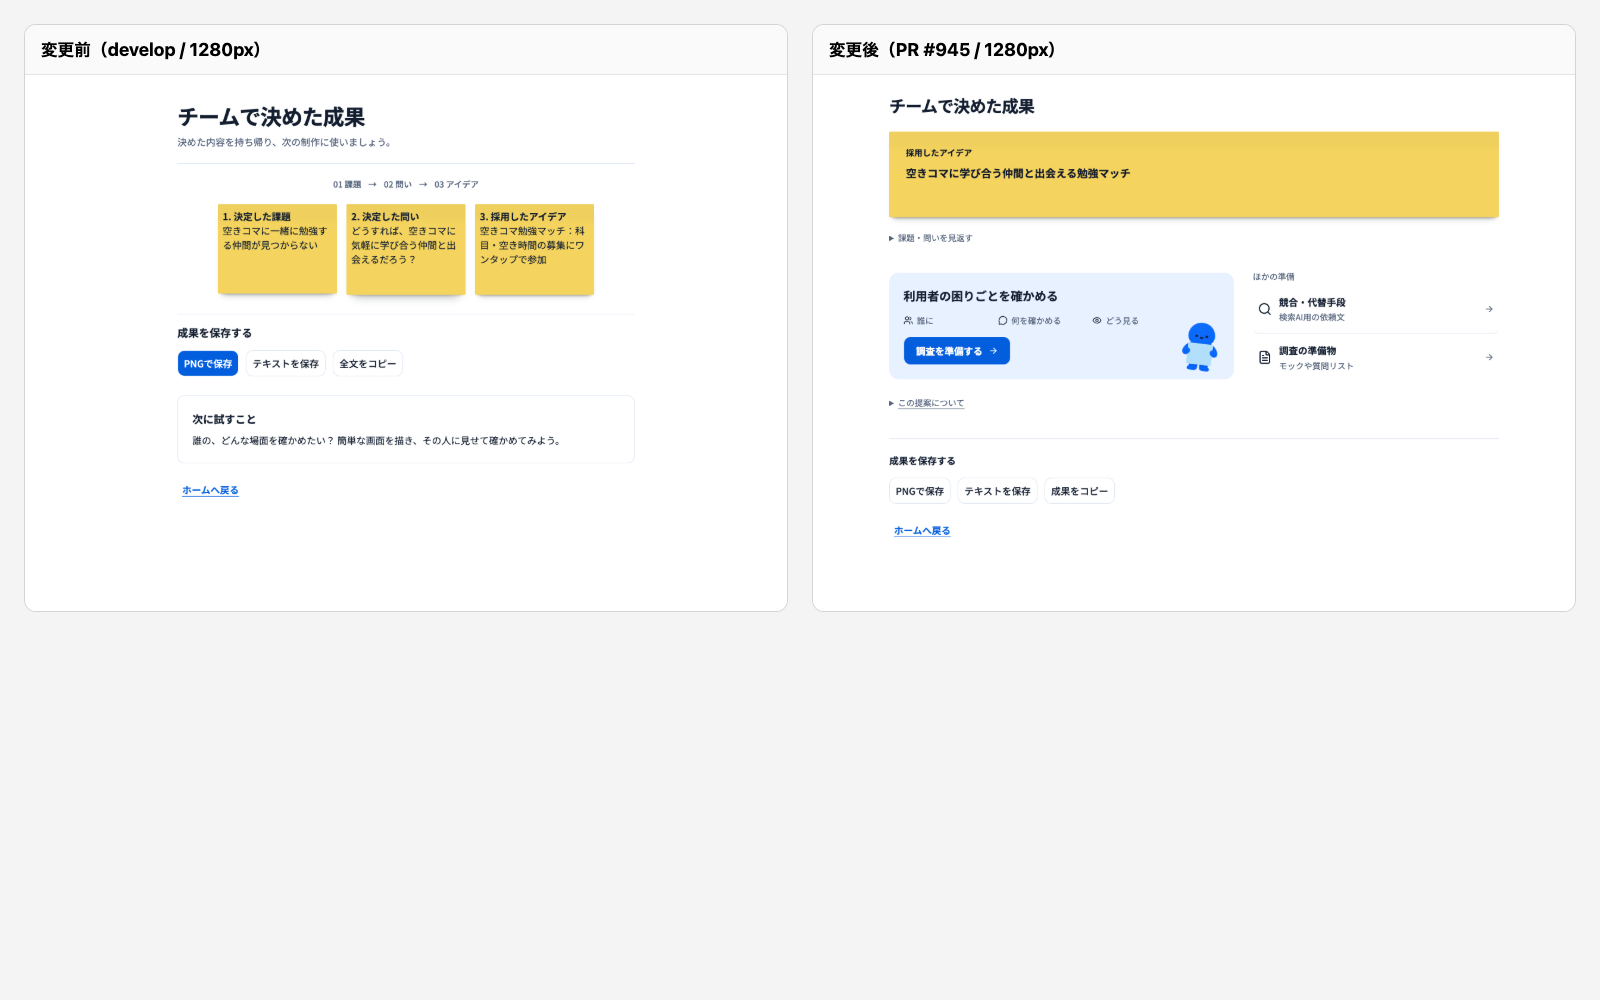 変更前（develop / 1280px）
チームで決めた成果
決めた内容を持ち帰り、次の制作に使いましょう。
01 課題 → 02 問い → 03 アイデア
1. 決定した課題
空きコマに一緒に勉強す
る仲間が見つからない
2. 決定した問い
どうすれば、空きコマに
気軽に学び合う仲間と出
会えるだろう？
3. 採用したアイデア
空きコマ勉強マッチ：科
目・空き時間の募集にワ
ンタップで参加
成果を保存する
PNGで保存
テキストを保存
全文をコピー
次に試すこと
誰の、どんな場面を確かめたい？ 簡単な画面を描き、その人に見せて確かめてみよう。
ホームへ戻る
変更後（PR #945 / 1280px）
チームで決めた成果
採用したアイデア
空きコマに学び合う仲間と出会える勉強マッチ
▶ 課題・問いを見返す
利用者の困りごとを確かめる
誰に
何を確かめる
どう見る
調査を準備する →
ほかの準備
競合・代替手段
検索AI用の依頼文
→
調査の準備物
モックや質問リスト
→
▶ この提案について
成果を保存する
PNGで保存
テキストを保存
成果をコピー
ホームへ戻る